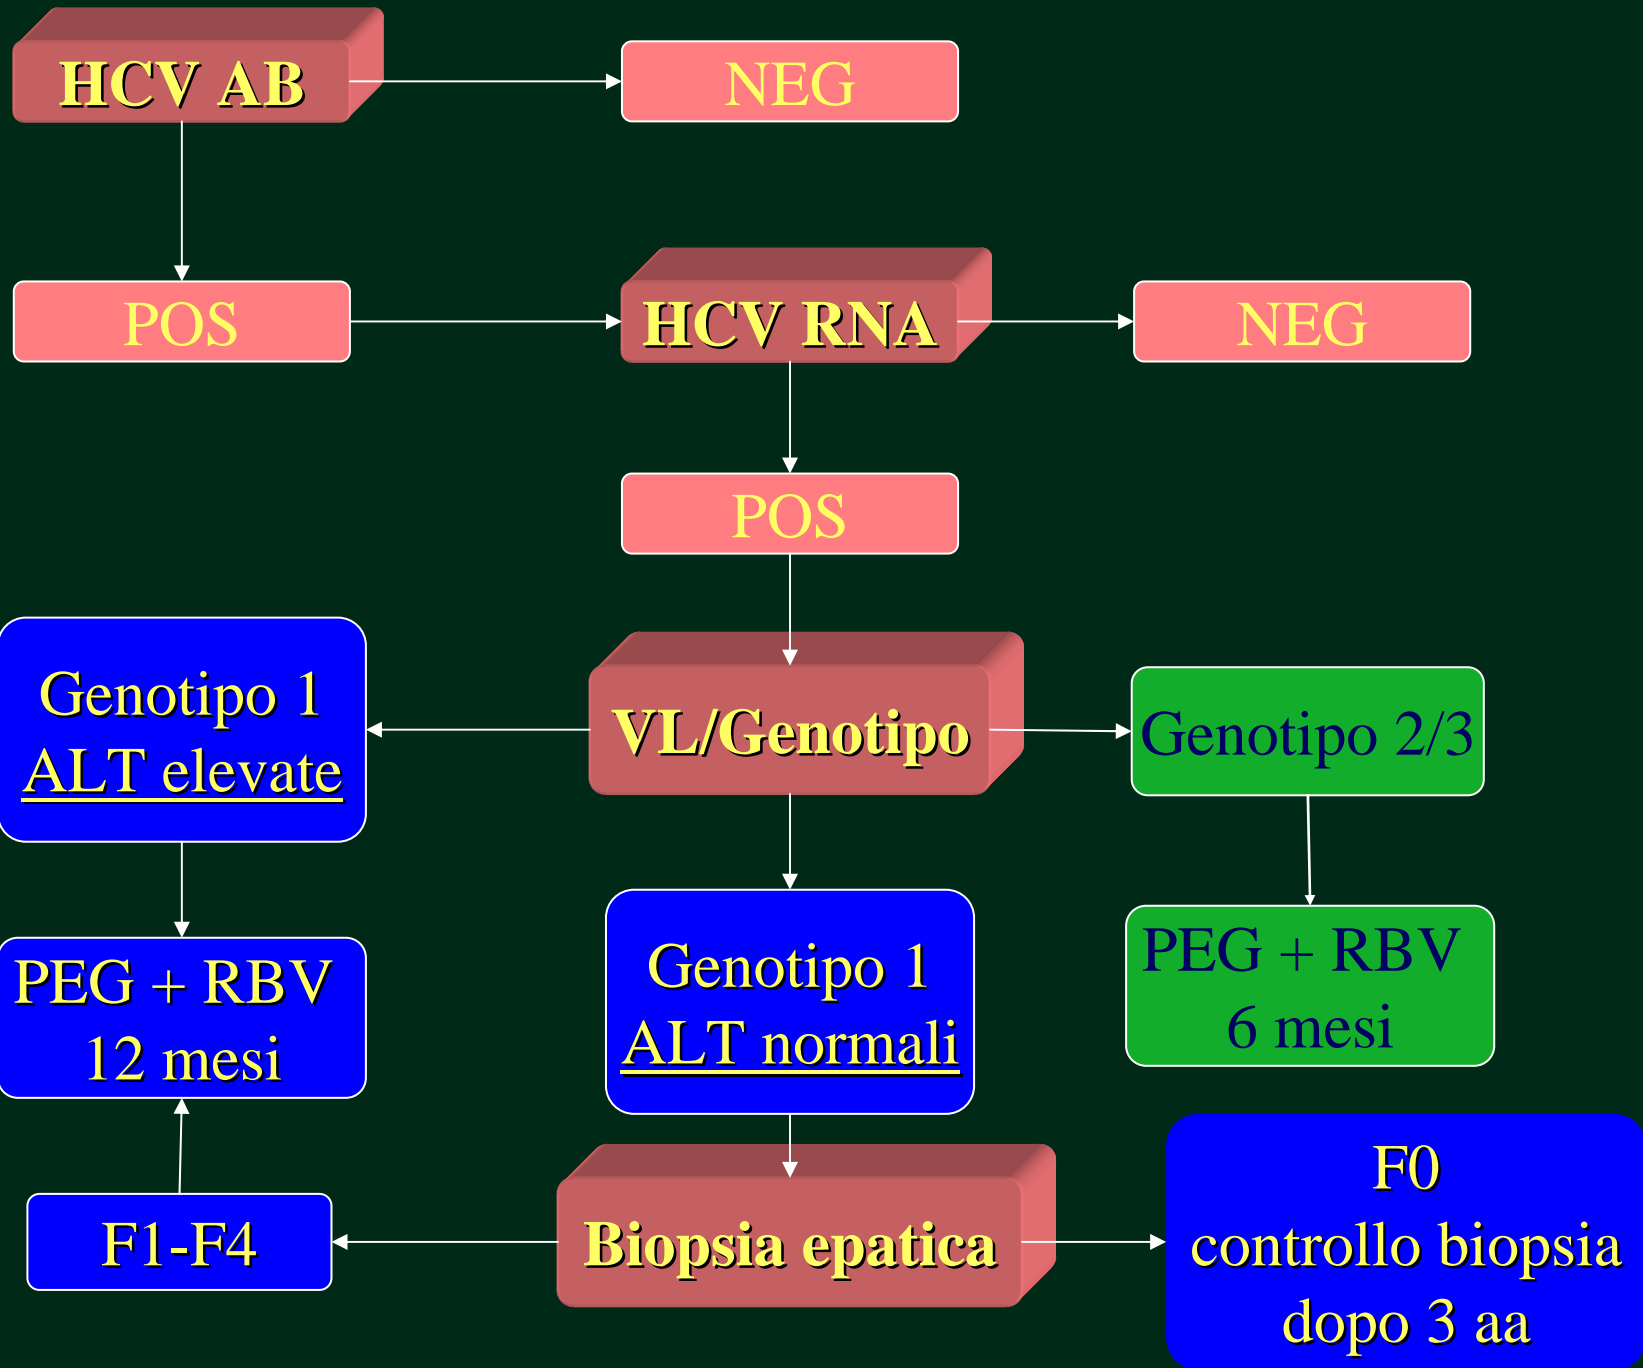 HCV AB
NEG
POS
HCV RNA
NEG
POS
Genotipo 1
ALT elevate
VL/Genotipo
Genotipo 2/3
PEG + RBV
12 mesi
Genotipo 1
ALT normali
PEG + RBV
6 mesi
F1-F4
Biopsia epatica
F0
controllo biopsia
dopo 3 aa